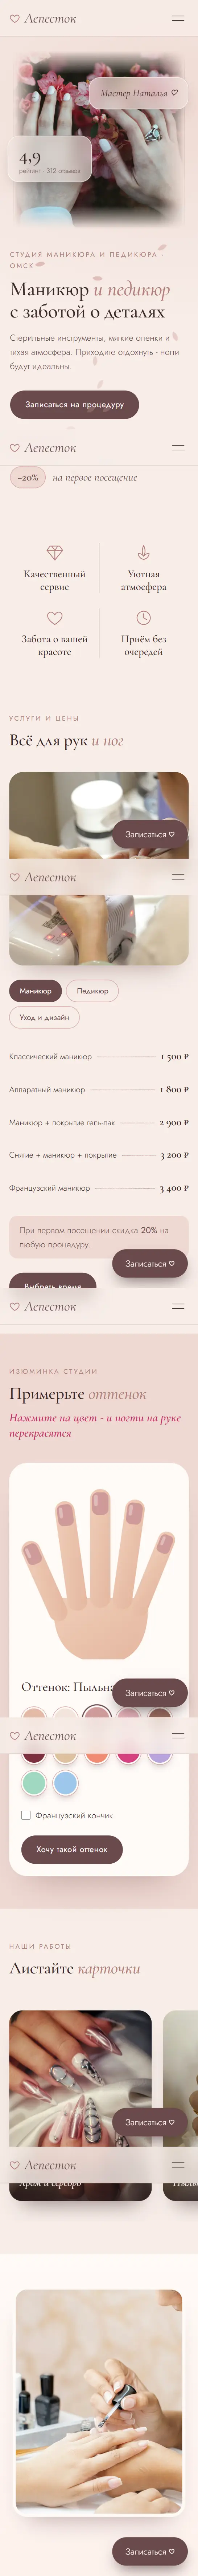 Лепесток
Мастер Наталья
4,9
рейтинг · 312 отзывов
СТУДИЯ МАНИКЮРА И ПЕДИКЮРА ·
ОМСК
Маникюр и педикюр
с заботой о деталях
Стерильные инструменты, мягкие оттенки и
тихая атмосфера. Приходите отдохнуть - ногти
будут идеальны.
Записаться на процедуру
Лепесток
−20% на первое посещение
Качественный
сервис
Уютная
атмосфера
Забота о вашей
красоте
Приём без
очередей
УСЛУГИ И ЦЕНЫ
Всё для рук и ног
Записаться
Лепесток
Маникюр
Педикюр
Уход и дизайн
Классический маникюр 1 500 ₽
Аппаратный маникюр 1 800 ₽
Маникюр + покрытие гель-лак 2 900 ₽
Снятие + маникюр + покрытие 3 200 ₽
Французский маникюр 3 400 ₽
При первом посещении скидка 20% на
любую процедуру.
Записаться
Выбрать время
Лепесток
ИЗЮМИНКА СТУДИИ
Примерьте оттенок
Нажмите на цвет - и ногти на руке
перекрасятся
Оттенок:
Записаться
Лепесток
Французский кончик
Хочу такой оттенок
НАШИ РАБОТЫ
Листайте карточки
Записаться
Лепесток
Хром и серебро
Записаться